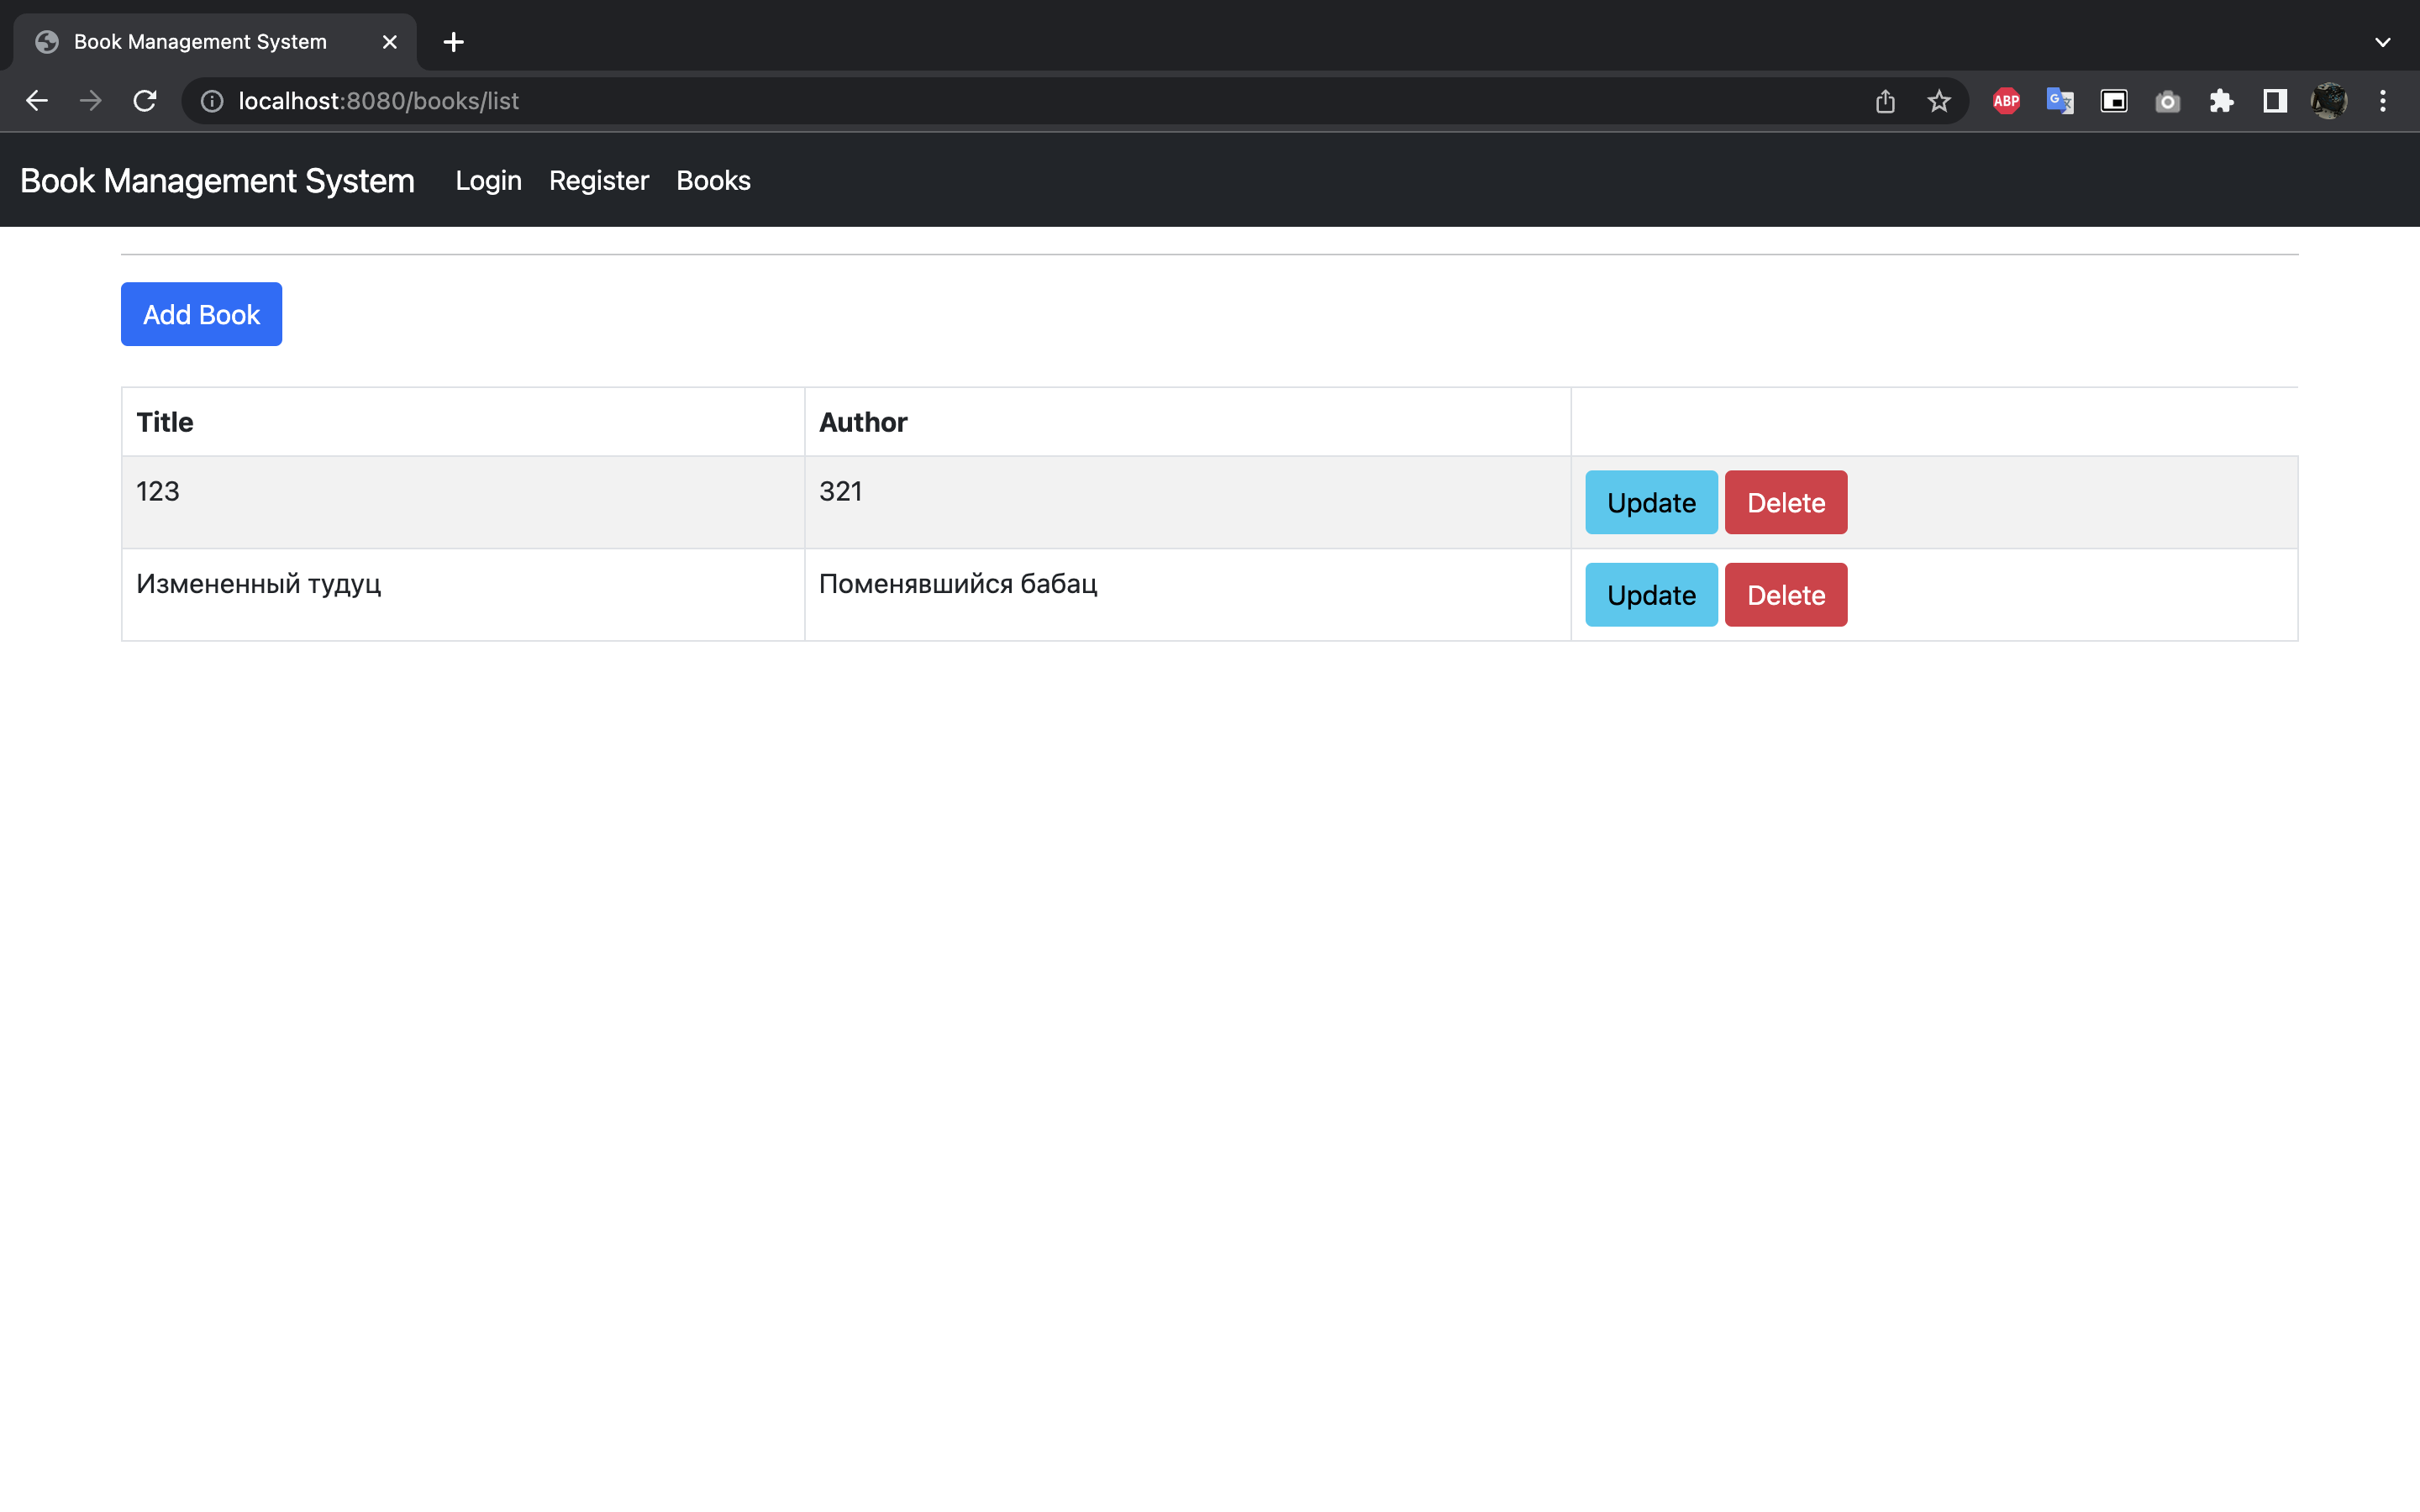 Book Management System
localhost:8080/books/list
ABP
G
Book Management System Login Register Books
Add Book
Title Author
123 321 Update Delete
Измененный тудуц Поменявшийся бабац Update Delete